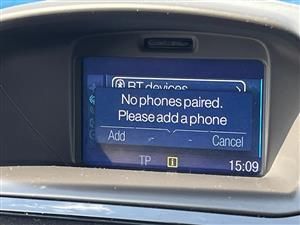 BT devices
No phones paired.
Please add a phone
Add Cancel
TP i 15:09